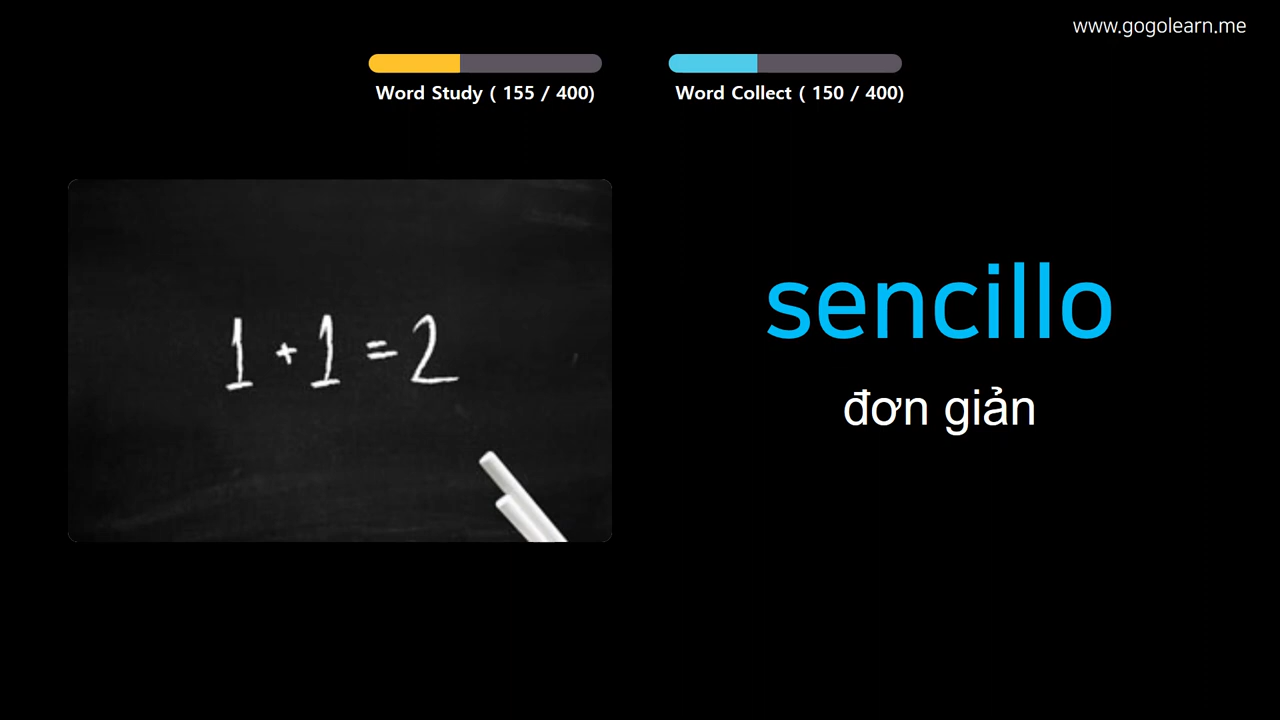 www.gogolearn.me
Word Study ( 155 / 400)
Word Collect ( 150 / 400)
1 + 1 = 2
sencillo
đơn giản